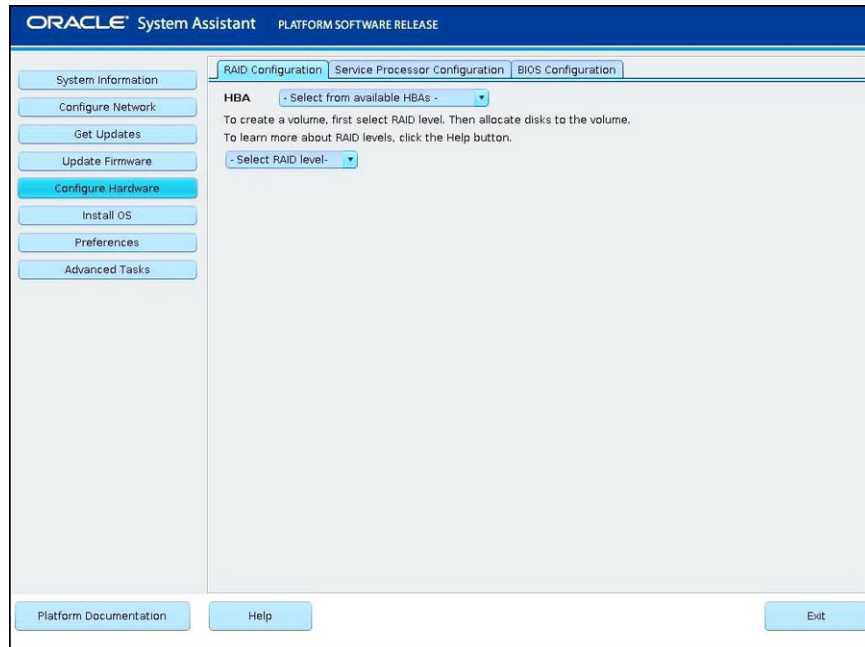 ORACLE® System Assistant PLATFORM SOFTWARE RELEASE
System Information
Configure Network
Get Updates
Update Firmware
Configure Hardware
Install OS
Preferences
Advanced Tasks
RAID Configuration Service Processor Configuration BIOS Configuration
HBA - Select from available HBAs -
To create a volume, first select RAID level. Then allocate disks to the volume.
To learn more about RAID levels, click the Help button.
- Select RAID level-
Platform Documentation Help Exit